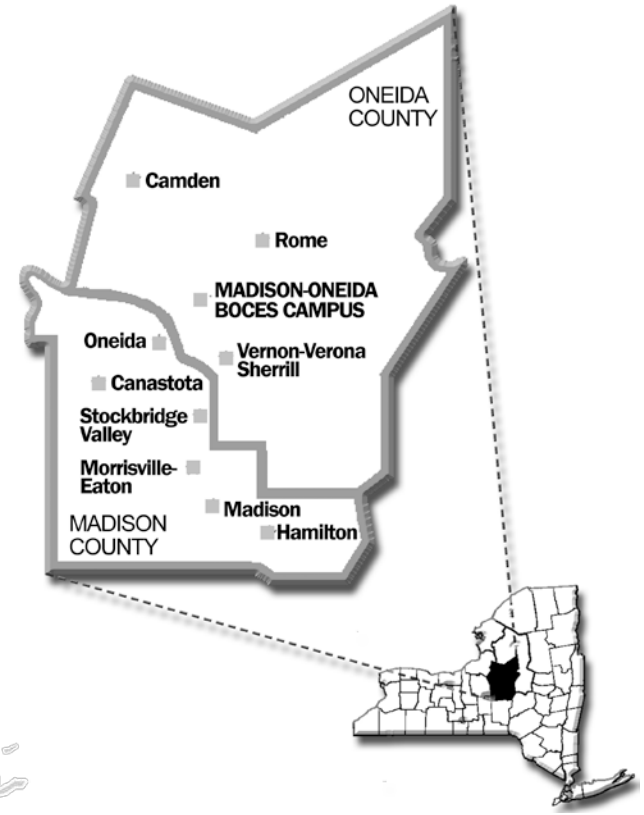 ONEIDA
COUNTY
Camden
Rome
MADISON-ONEIDA
BOCES CAMPUS
Oneida
Vernon-Verona
Sherrill
Canastota
Stockbridge
Valley
Morrisville-
Eaton
Madison
MADISON
COUNTY
Hamilton